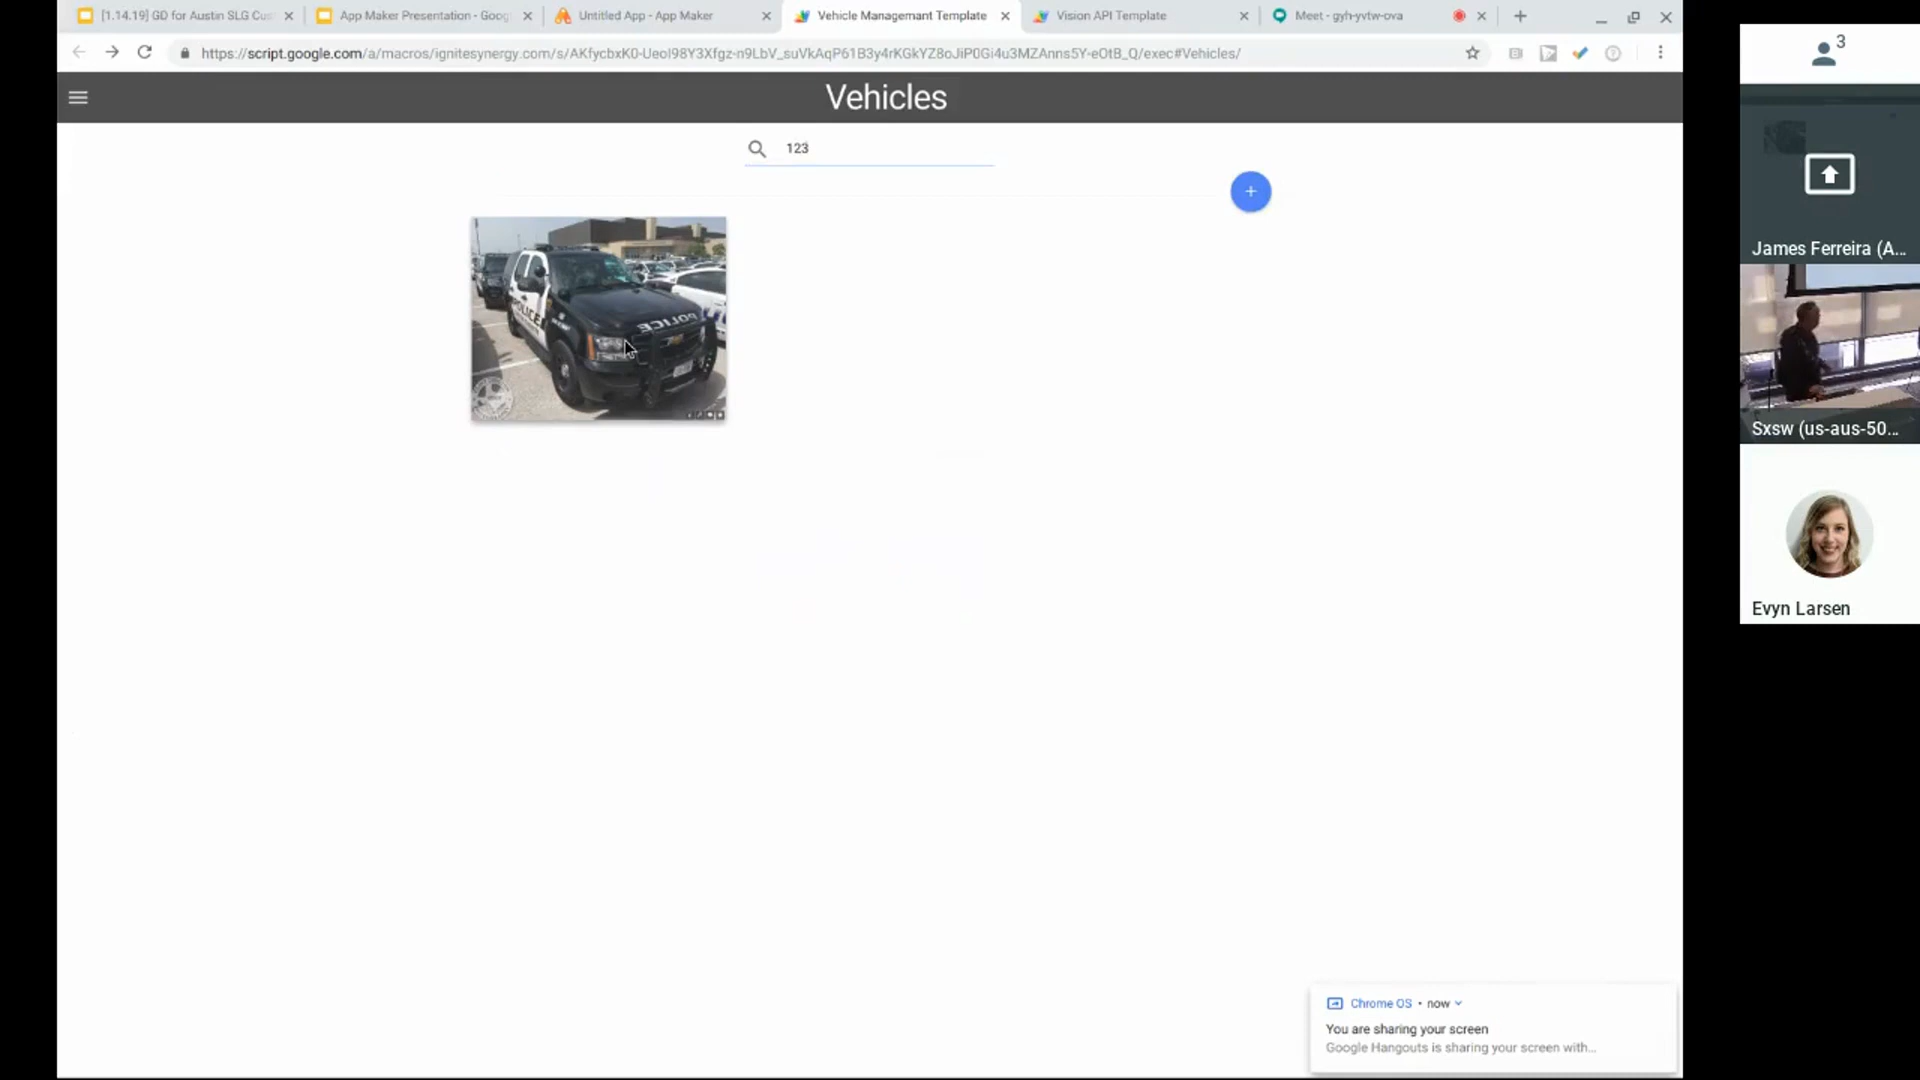 [1.14.19] GD for Austin SLG Cus
App Maker Presentation - Goog
Untitled App - App Maker
Vehicle Managemant Template
Vision API Template
Meet - gyh-yvtw-ova
https://script.google.com/a/macros/ignitesynergy.com/s/AKfycbxK0-UeoI98Y3Xfgz-n9LbV_suVkAqP61B3y4rKGkYZ8oJiP0Gi4u3MZAnns5Y-eOtB_Q/exec#Vehicles/
Vehicles
123
POLICE
POLICE
Chrome OS • now
You are sharing your screen
Google Hangouts is sharing your screen with...
3
James Ferreira (A...
Sxsw (us-aus-50...
Evyn Larsen